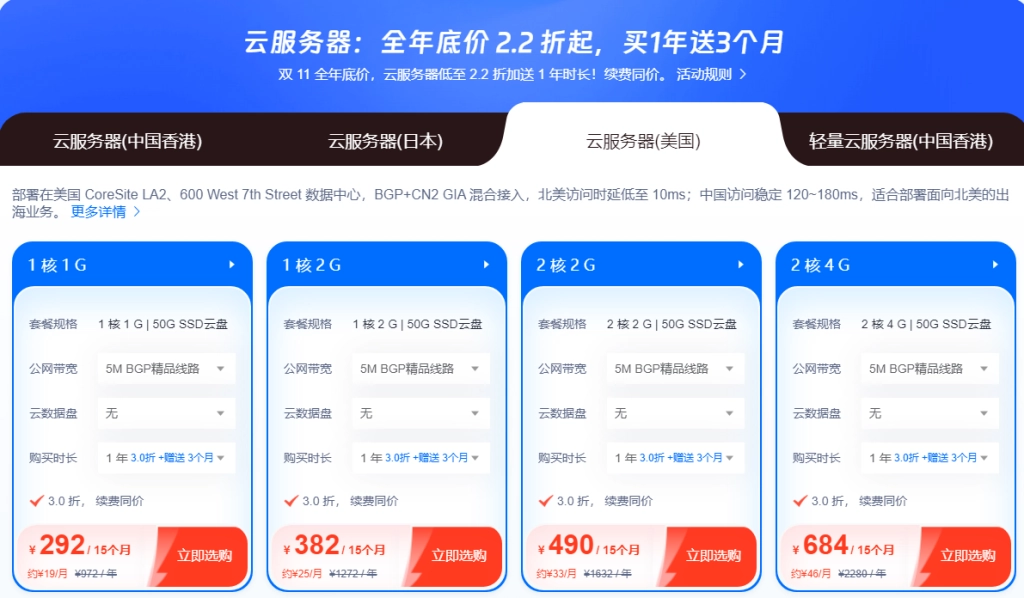 云服务器：全年底价 2.2 折起，买1年送3个月
双 11 全年底价，云服务器低至 2.2 折加送 1 年时长！续费同价。 活动规则 >
云服务器(中国香港)
云服务器(日本)
云服务器(美国)
轻量云服务器(中国香港)
部署在美国 CoreSite LA2、600 West 7th Street 数据中心，BGP+CN2 GIA 混合接入，北美访问时延低至 10ms；中国访问稳定 120~180ms，适合部署面向北美的出
海业务。 更多详情 >
1 核 1 G
套餐规格 1 核 1 G | 50G SSD云盘
公网带宽 5M BGP精品线路
云数据盘 无
购买时长 1 年 3.0折 +赠送 3个月
3.0 折， 续费同价
¥ 292 / 15个月
约¥19/月 ¥972 / 年
立即选购
1 核 2 G
套餐规格 1 核 2 G | 50G SSD云盘
公网带宽 5M BGP精品线路
云数据盘 无
购买时长 1 年 3.0折 +赠送 3个月
3.0 折， 续费同价
¥ 382 / 15个月
约¥25/月 ¥1272 / 年
立即选购
2 核 2 G
套餐规格 2 核 2 G | 50G SSD云盘
公网带宽 5M BGP精品线路
云数据盘 无
购买时长 1 年 3.0折 +赠送 3个月
3.0 折， 续费同价
¥ 490 / 15个月
约¥33/月 ¥1632 / 年
立即选购
2 核 4 G
套餐规格 2 核 4 G | 50G SSD云盘
公网带宽 5M BGP精品线路
云数据盘 无
购买时长 1 年 3.0折 +赠送 3个月
3.0 折， 续费同价
¥ 684 / 15个月
约¥46/月 ¥2280 / 年
立即选购